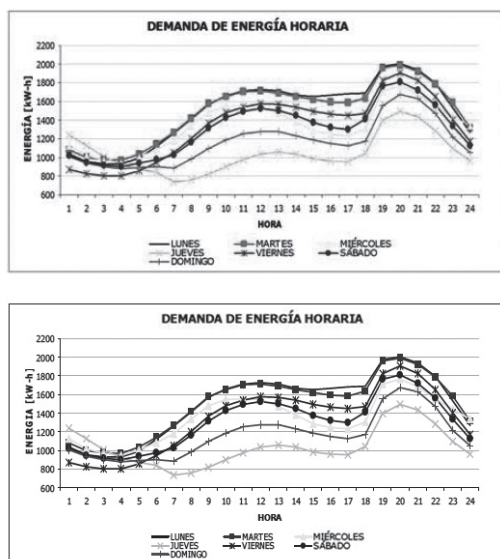 DEMANDA DE ENERGÍA HORARIA
ENERGÍA [kW-h]
2200
2000
1800
1600
1400
1200
1000
800
600
1 2 3 4 5 6 7 8 9 10 11 12 13 14 15 16 17 18 19 20 21 22 23 24
HORA
LUNES MARTES MIÉRCOLES
JUEVES VIERNES SÁBADO
DOMINGO
DEMANDA DE ENERGÍA HORARIA
ENERGÍA [kW-h]
2200
2000
1800
1600
1400
1200
1000
800
600
1 2 3 4 5 6 7 8 9 10 11 12 13 14 15 16 17 18 19 20 21 22 23 24
HORA
LUNES MARTES MIÉRCOLES
JUEVES VIERNES SÁBADO
DOMINGO